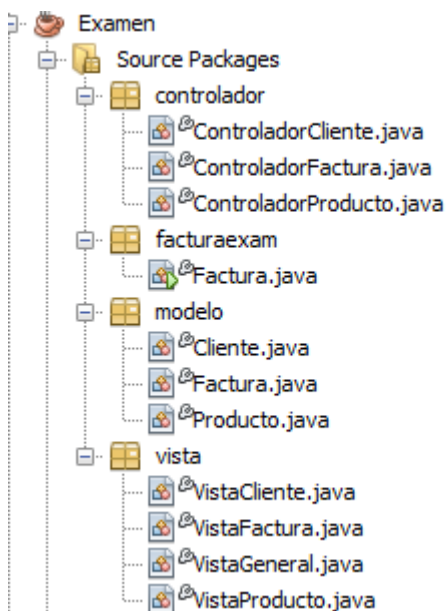 Examen
Source Packages
controlador
ControladorCliente.java
ControladorFactura.java
ControladorProducto.java
facturaexam
Factura.java
modelo
Cliente.java
Factura.java
Producto.java
vista
VistaCliente.java
VistaFactura.java
VistaGeneral.java
VistaProducto.java